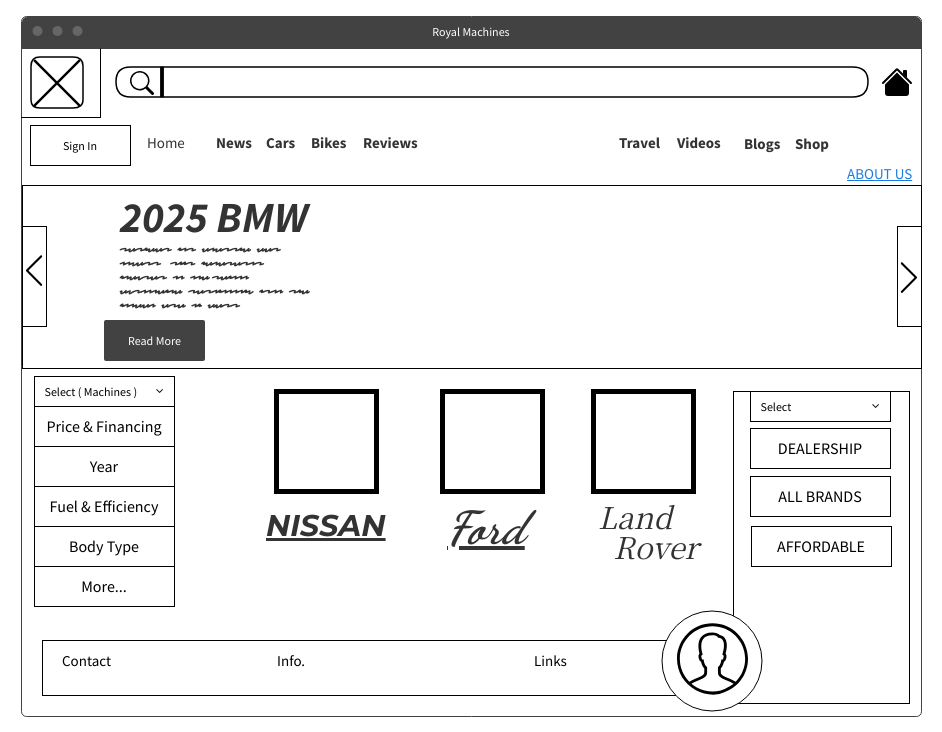 Royal Machines
Sign In
Home
News
Cars
Bikes
Reviews
Travel
Videos
Blogs
Shop
ABOUT US
2025 BMW
Read More
Select ( Machines )
Price & Financing
Year
Fuel & Efficiency
Body Type
More...
NISSAN
Ford
Land
Rover
Select
DEALERSHIP
ALL BRANDS
AFFORDABLE
Contact
Info.
Links